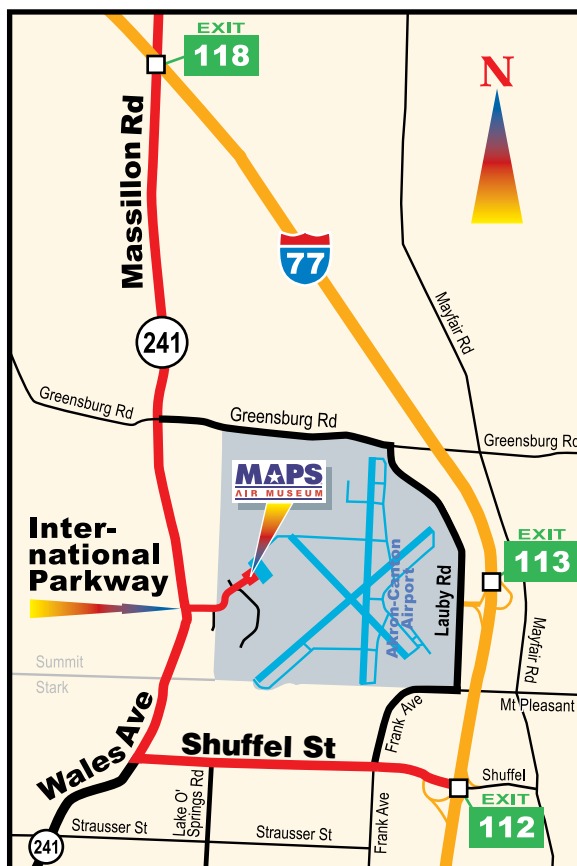 EXIT
118
Massillon Rd
N
77
241
Mayfair Rd
Greensburg Rd
Greensburg Rd
Greensburg Rd
MAPS
AIR MUSEUM
Inter-
national
Parkway
EXIT
113
Akron-Canton
Airport
Lauby Rd
Mayfair Rd
Summit
Stark
Mt Pleasant
Frank Ave
Wales Ave
Shuffel St
Lake O'
Springs Rd
Frank Ave
Shuffel
EXIT
112
241
Strausser St
Strausser St